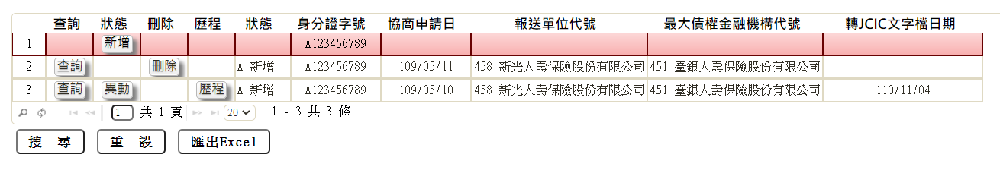 查詢 狀態 刪除 歷程 狀態 身分證字號 協商申請日 報送單位代號 最大債權金融機構代號 轉JCIC文字檔日期
1 新增 A123456789
2 查詢 刪除 A 新增 A123456789 109/05/11 458 新光人壽保險股份有限公司 451 臺銀人壽保險股份有限公司
3 查詢 異動 歷程 A 新增 A123456789 109/05/10 458 新光人壽保險股份有限公司 451 臺銀人壽保險股份有限公司 110/11/04
1 共 1 頁 20 1 - 3 共 3 條
搜 尋 重 設 匯出Excel